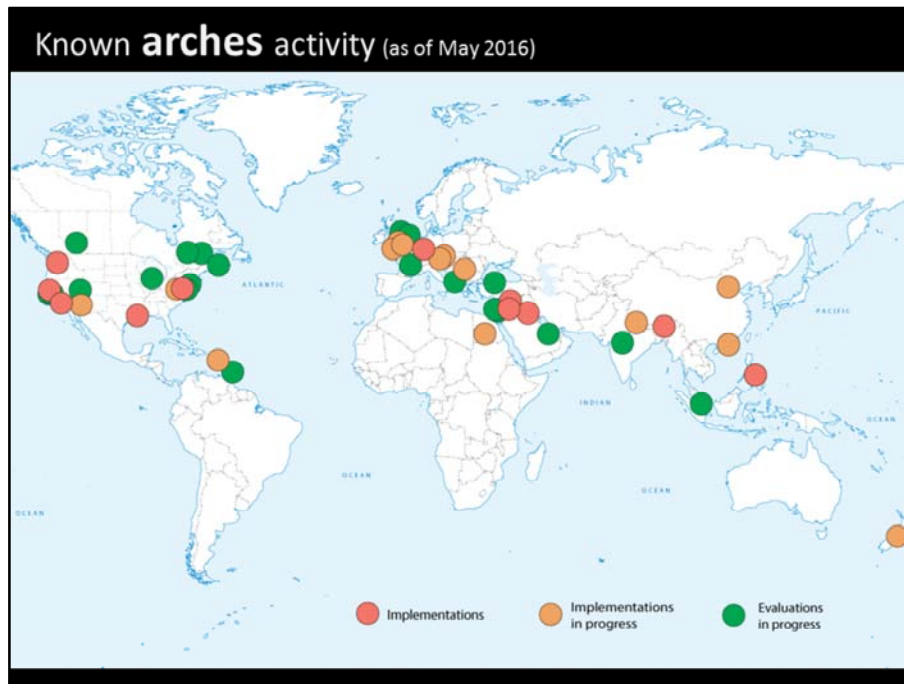 Known arches activity (as of May 2016)
ATLANTIC
PACIFIC
INDIAN
OCEAN
OCEAN
OCEAN
OCEAN
Implementations
Implementations
in progress
Evaluations
in progress